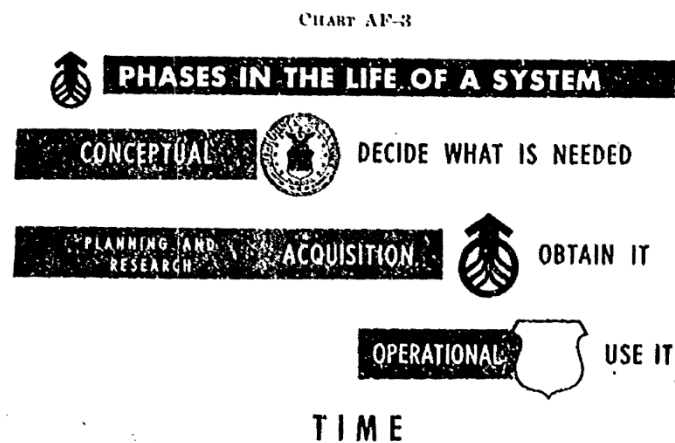 CHART AF-3
PHASES IN THE LIFE OF A SYSTEM
CONCEPTUAL DECIDE WHAT IS NEEDED
PLANNING AND
RESEARCH ACQUISITION OBTAIN IT
OPERATIONAL USE IT
TIME